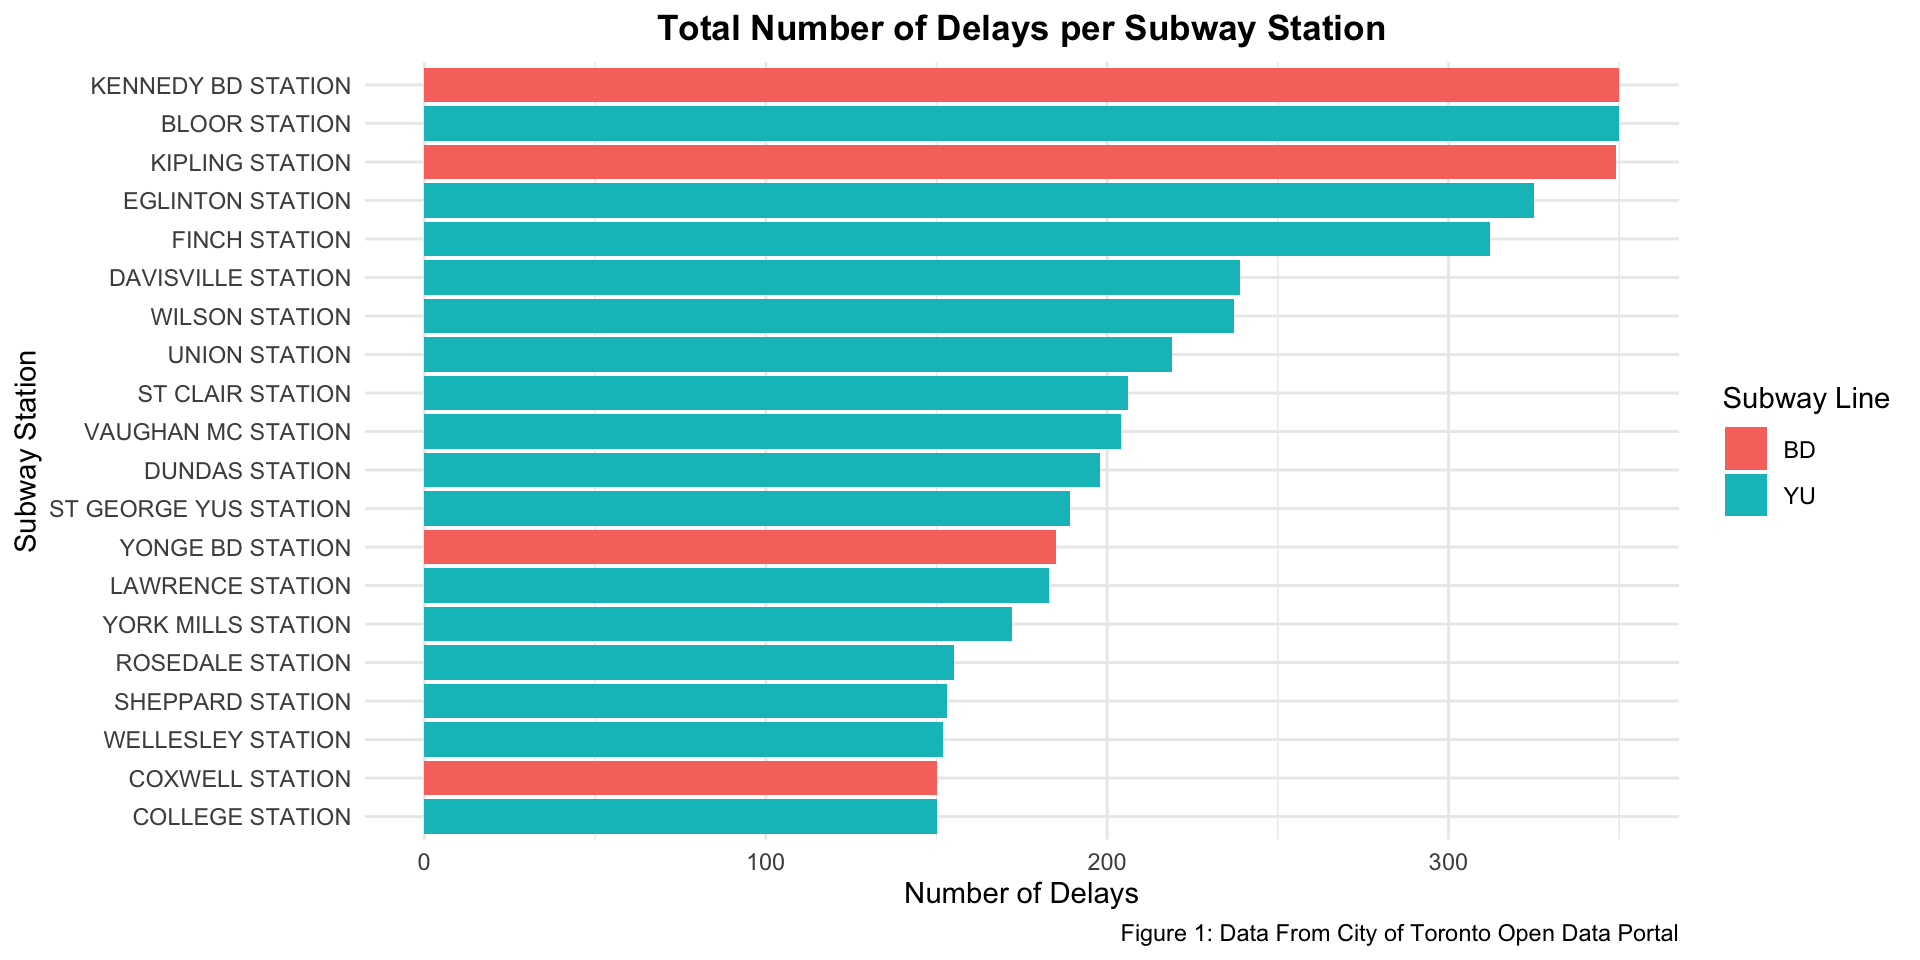 Total Number of Delays per Subway Station
Subway Station
KENNEDY BD STATION
BLOOR STATION
KIPLING STATION
EGLINTON STATION
FINCH STATION
DAVISVILLE STATION
WILSON STATION
UNION STATION
ST CLAIR STATION
VAUGHAN MC STATION
DUNDAS STATION
ST GEORGE YUS STATION
YONGE BD STATION
LAWRENCE STATION
YORK MILLS STATION
ROSEDALE STATION
SHEPPARD STATION
WELLESLEY STATION
COXWELL STATION
COLLEGE STATION
0 100 200 300
Number of Delays
Subway Line
BD
YU
Figure 1: Data From City of Toronto Open Data Portal